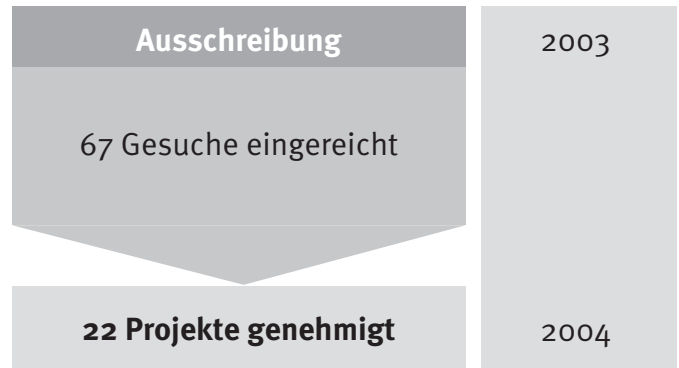 Ausschreibung
2003
67 Gesuche eingereicht
22 Projekte genehmigt
2004